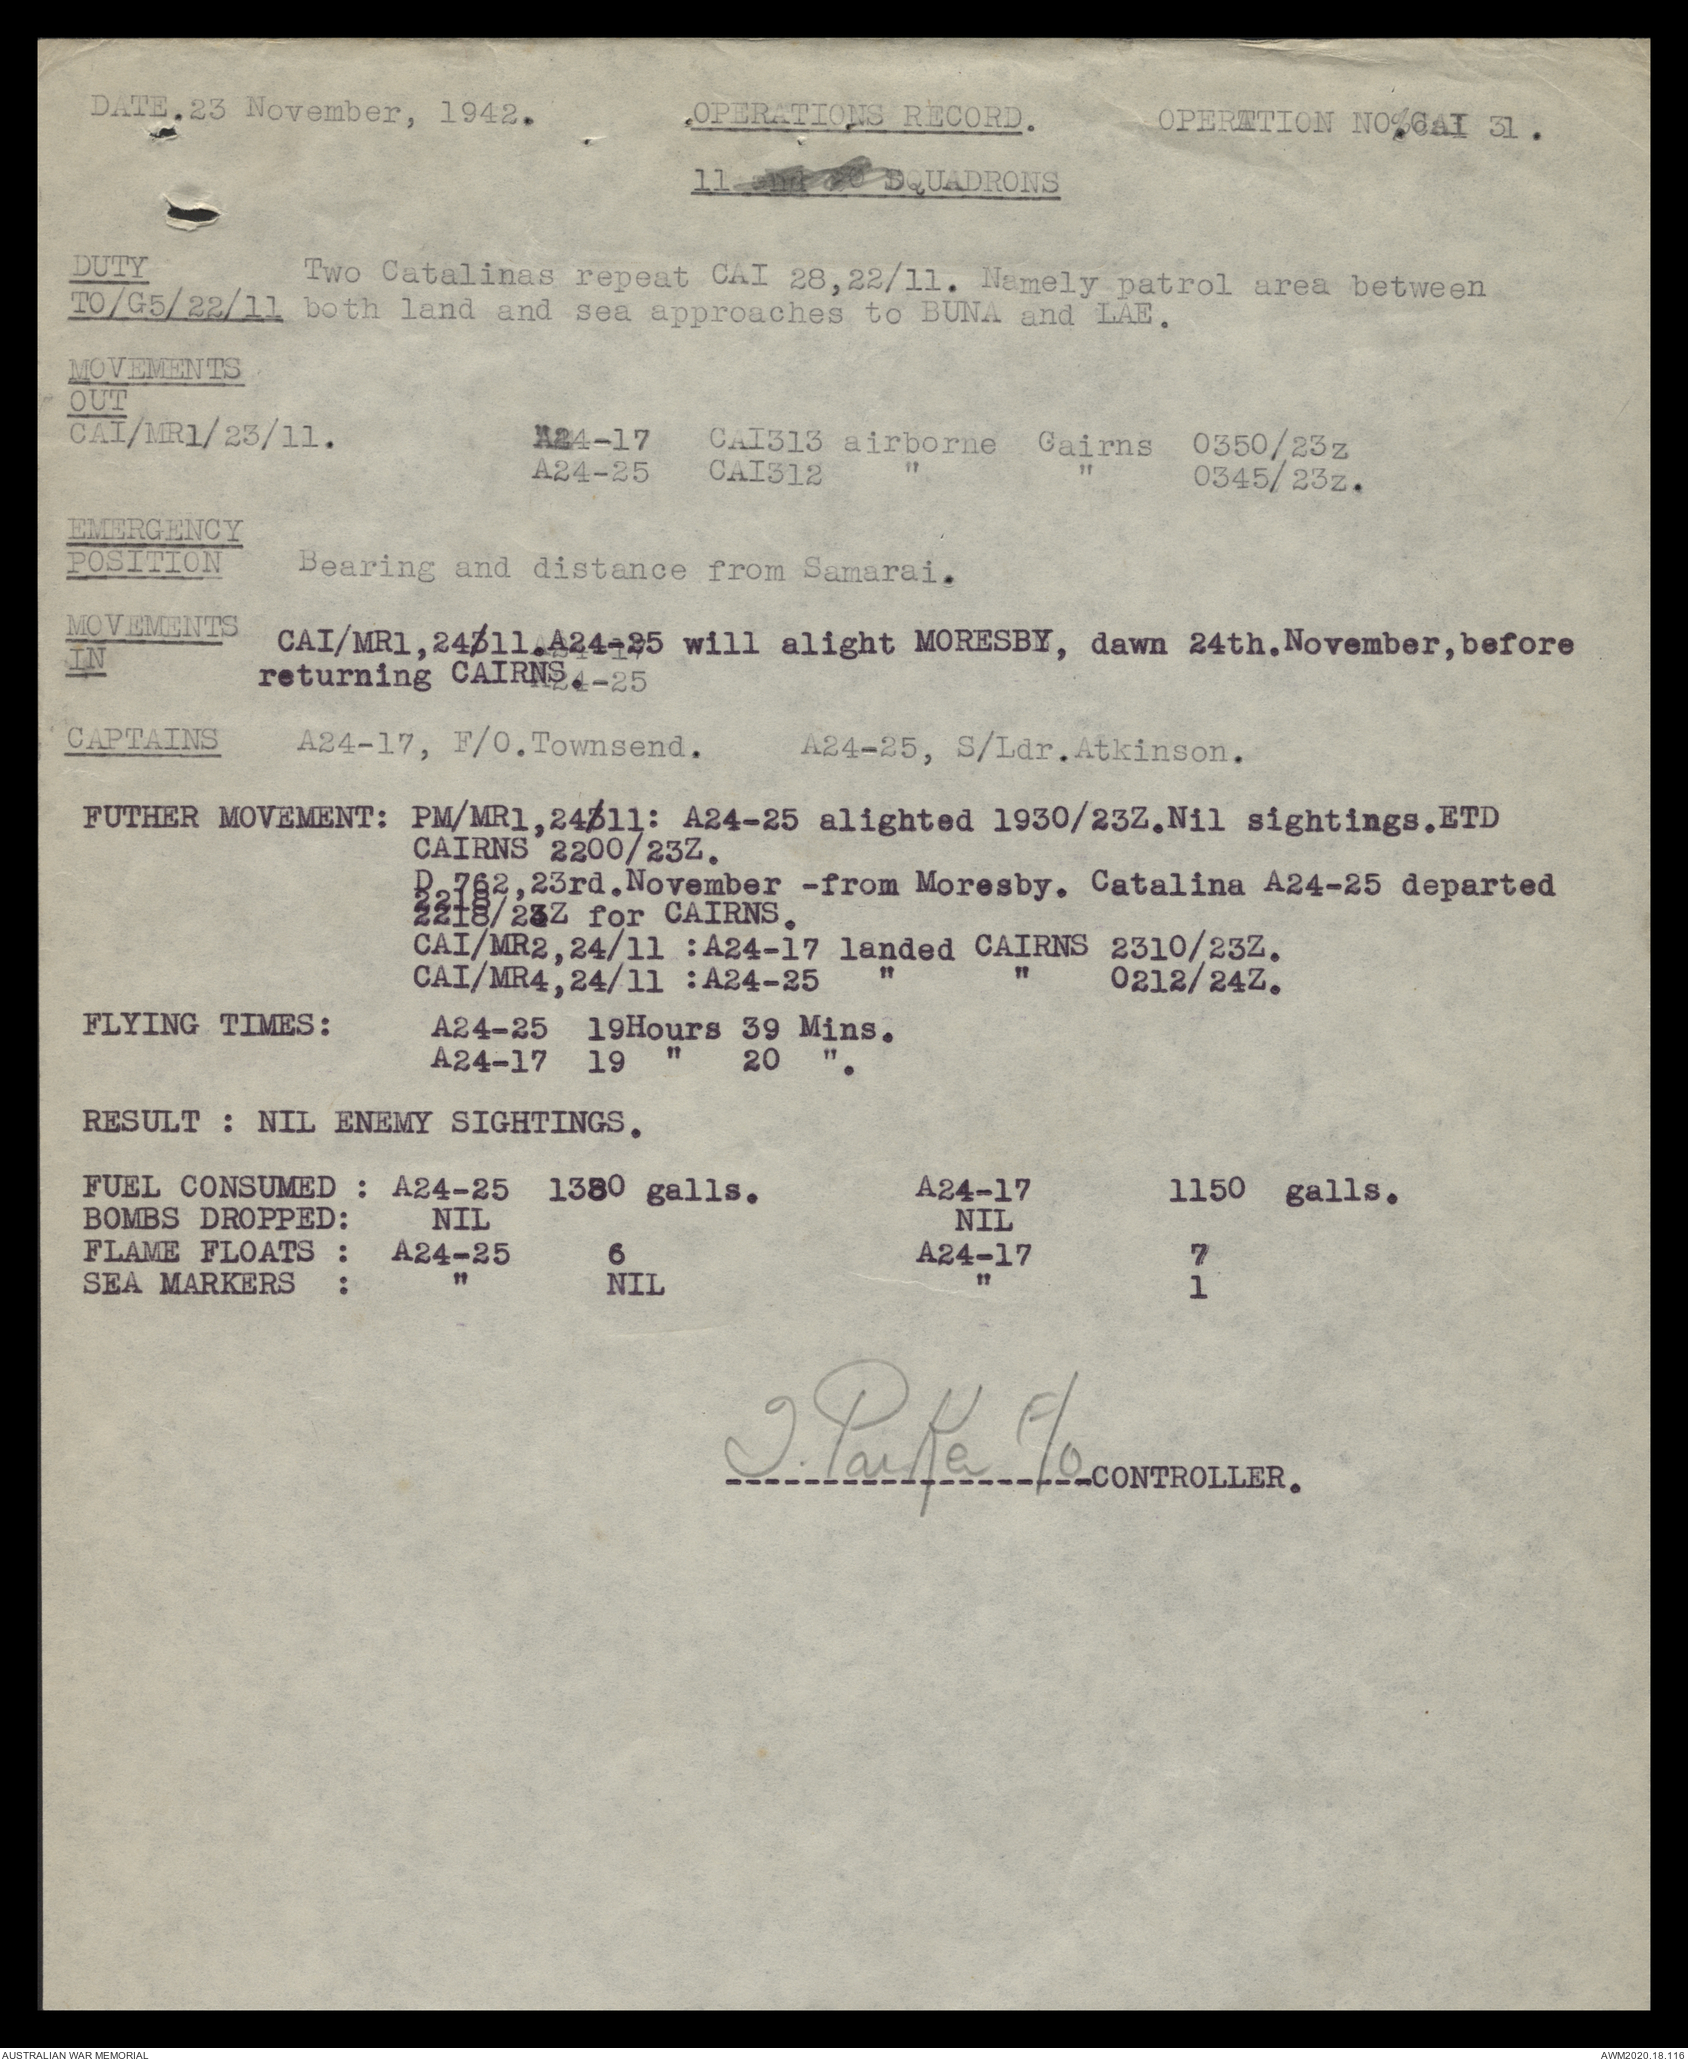 DATE.23 November, 1942.    OPERATIONS RECORD.    OPERATION NO.CAI 31.
11 and 20 SQUADRONS
DUTY    Two Catalinas repeat CAI 28,22/11. Namely patrol area between
TO/G5/22/11 both land and sea approaches to BUNA and LAE.
MOVEMENTS
OUT
CAI/MR1/23/11.    A24-17    CAI313 airborne    Cairns    0350/23z
A24-25    CAI312    "    "    0345/23z.
EMERGENCY
POSITION    Bearing and distance from Samarai.
MOVEMENTS    CAI/MR1,24/11.A24-25 will alight MORESBY, dawn 24th.November,before
IN    returning CAIRNS. A24-25
CAPTAINS    A24-17, F/O.Townsend.    A24-25, S/Ldr.Atkinson.
FUTHER MOVEMENT: PM/MR1,24/11: A24-25 alighted 1930/23Z.Nil sightings.ETD
CAIRNS 2200/23Z.
D 762,23rd.November -from Moresby. Catalina A24-25 departed
2218/23Z for CAIRNS.
CAI/MR2,24/11 :A24-17 landed CAIRNS 2310/23Z.
CAI/MR4,24/11 :A24-25    "    "    0212/24Z.
FLYING TIMES:    A24-25    19Hours 39 Mins.
A24-17    19    "    20    ".
RESULT : NIL ENEMY SIGHTINGS.
FUEL CONSUMED : A24-25    1380 galls.    A24-17    1150    galls.
BOMBS DROPPED:    NIL    NIL
FLAME FLOATS :    A24-25    6    A24-17    7
SEA MARKERS    :    "    NIL    "    1
J. Parker F/O
-------------------CONTROLLER.
AUSTRALIAN WAR MEMORIAL    AWM2020.18.116